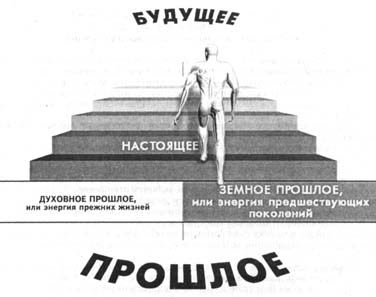 БУДУЩЕЕ
НАСТОЯЩЕЕ
ДУХОВНОЕ ПРОШЛОЕ,
или энергия прежних жизней
ЗЕМНОЕ ПРОШЛОЕ,
или энергия предшествующих
поколений
ПРОШЛОЕ